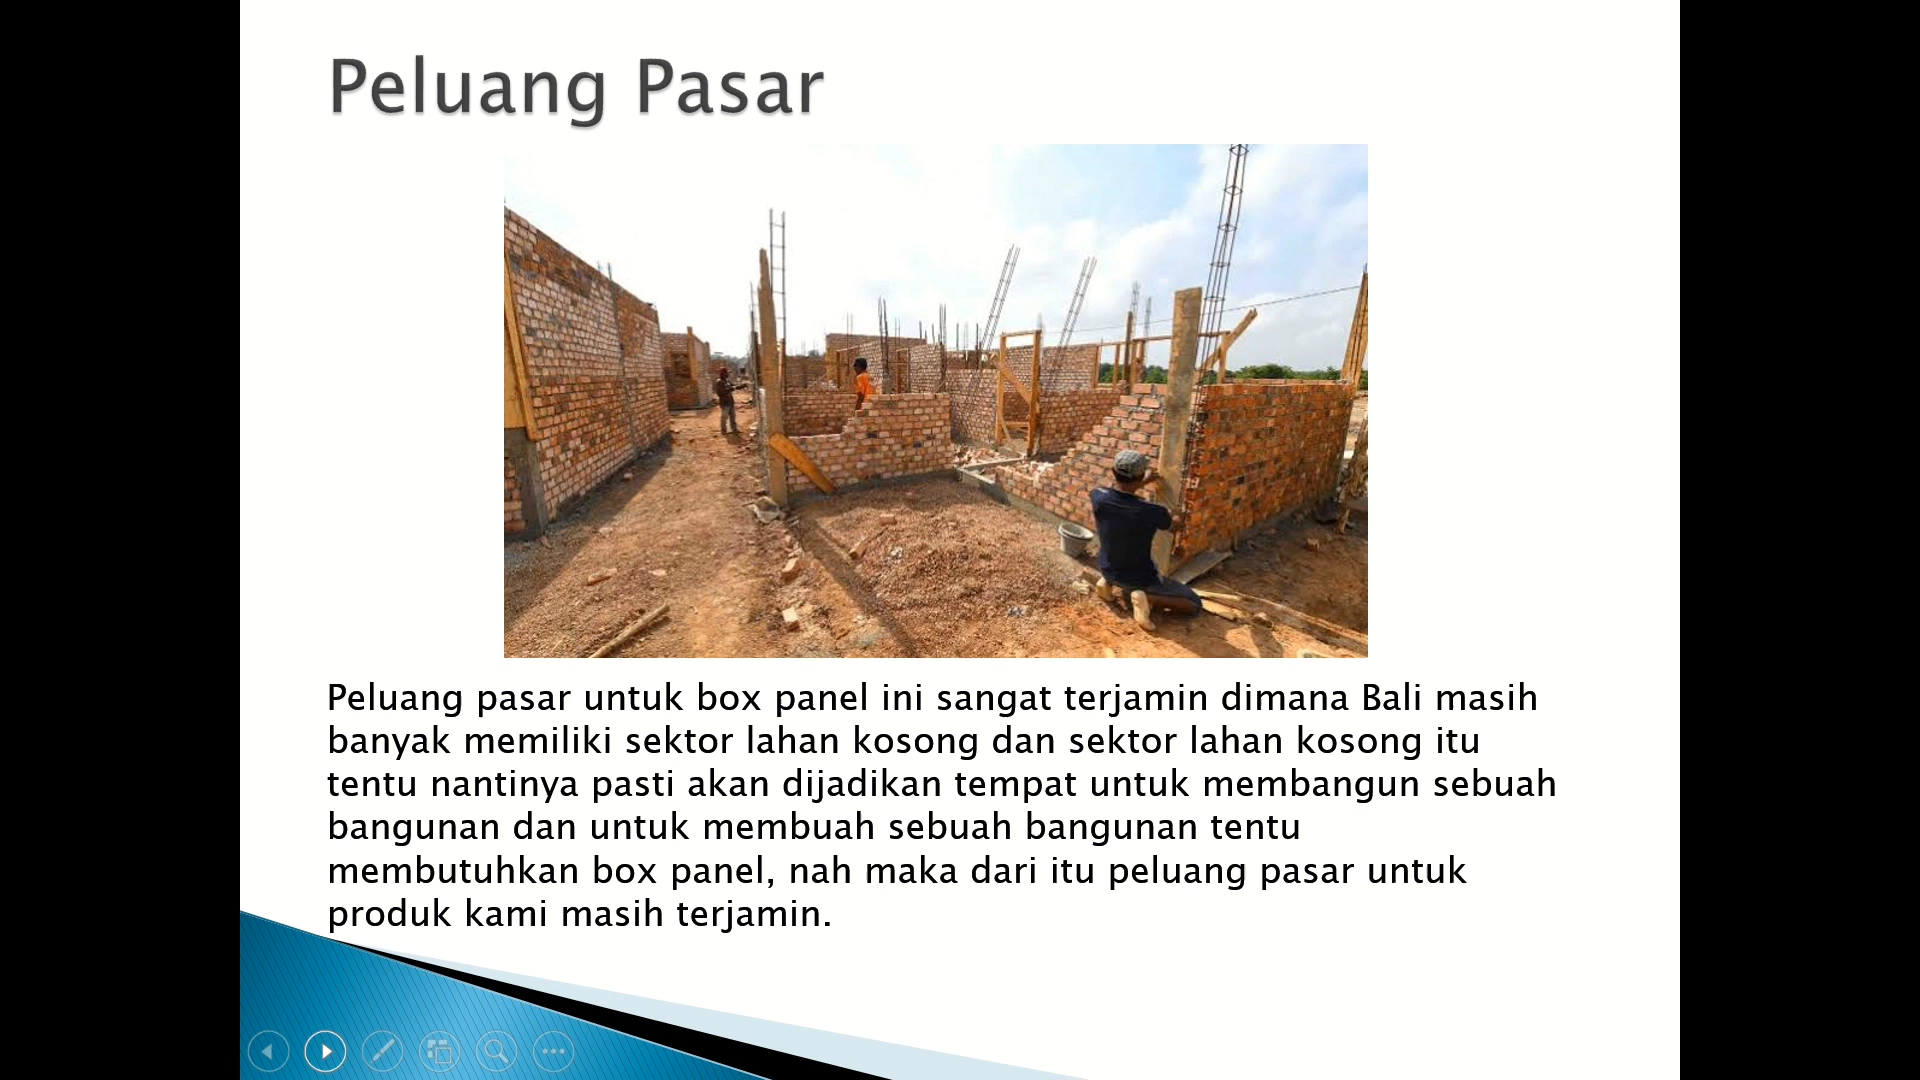 Peluang Pasar
Peluang pasar untuk box panel ini sangat terjamin dimana Bali masih
banyak memiliki sektor lahan kosong dan sektor lahan kosong itu
tentu nantinya pasti akan dijadikan tempat untuk membangun sebuah
bangunan dan untuk membuah sebuah bangunan tentu
membutuhkan box panel, nah maka dari itu peluang pasar untuk
produk kami masih terjamin.